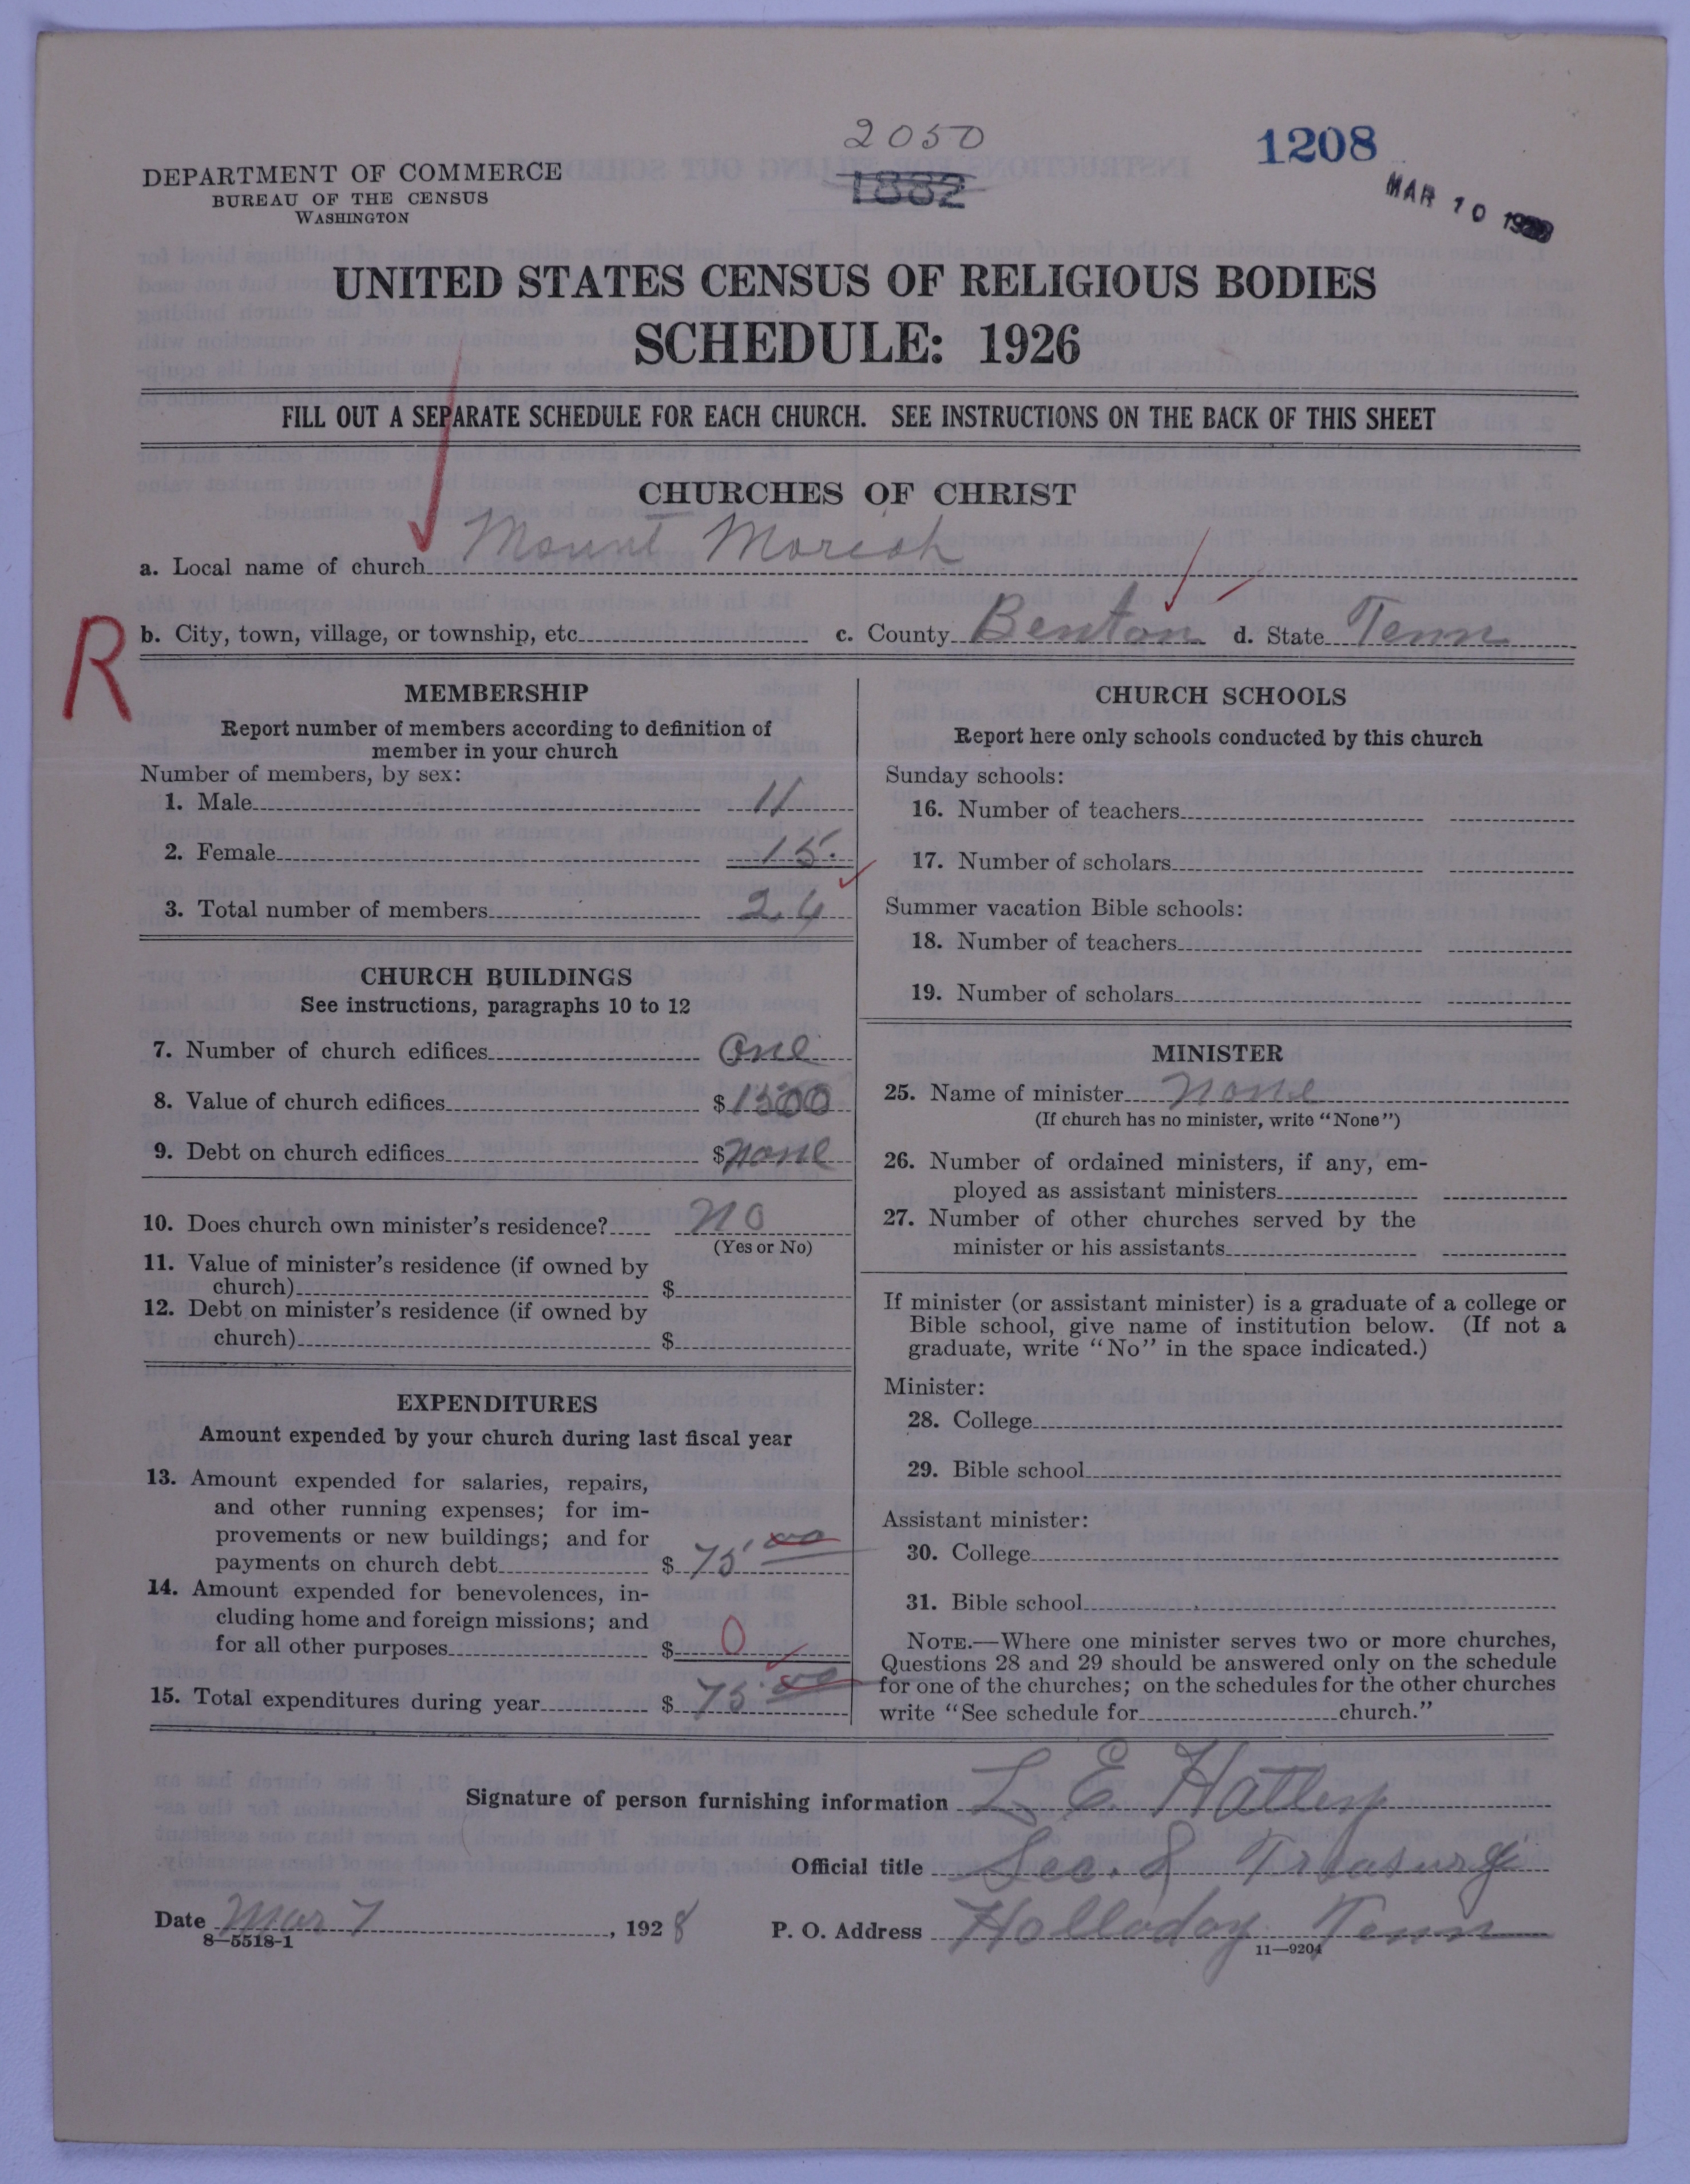 2050
1882
1208
MAR 10 19
DEPARTMENT OF COMMERCE
BUREAU OF THE CENSUS
WASHINGTON
UNITED STATES CENSUS OF RELIGIOUS BODIES
SCHEDULE: 1926
FILL OUT A SEPARATE SCHEDULE FOR EACH CHURCH. SEE INSTRUCTIONS ON THE BACK OF THIS SHEET
CHURCHES OF CHRIST
a. Local name of church Mount Moriah
R
b. City, town, village, or township, etc. c. County Benton d. State Tenn
MEMBERSHIP
Report number of members according to definition of
member in your church
Number of members, by sex:
1. Male 11
2. Female 15.
3. Total number of members 24
CHURCH BUILDINGS
See instructions, paragraphs 10 to 12
7. Number of church edifices One
8. Value of church edifices $1500
9. Debt on church edifices $none
10. Does church own minister's residence? NO
(Yes or No)
11. Value of minister's residence (if owned by
church) $
12. Debt on minister's residence (if owned by
church) $
EXPENDITURES
Amount expended by your church during last fiscal year
13. Amount expended for salaries, repairs,
and other running expenses; for im-
provements or new buildings; and for
payments on church debt $ 75 00
14. Amount expended for benevolences, in-
cluding home and foreign missions; and
for all other purposes $ 0
15. Total expenditures during year $ 75 00
CHURCH SCHOOLS
Report here only schools conducted by this church
Sunday schools:
16. Number of teachers
17. Number of scholars
Summer vacation Bible schools:
18. Number of teachers
19. Number of scholars
MINISTER
25. Name of minister none
(If church has no minister, write "None")
26. Number of ordained ministers, if any, em-
ployed as assistant ministers
27. Number of other churches served by the
minister or his assistants
If minister (or assistant minister) is a graduate of a college or
Bible school, give name of institution below. (If not a
graduate, write "No" in the space indicated.)
Minister:
28. College
29. Bible school
Assistant minister:
30. College
31. Bible school
NOTE.—Where one minister serves two or more churches,
Questions 28 and 29 should be answered only on the schedule
for one of the churches; on the schedules for the other churches
write "See schedule for church."
Signature of person furnishing information L E Hatley
Official title Sec. &
Date Mar 7, 1928 P. O. Address Holladay Tenn
8—5518-1
11—9204